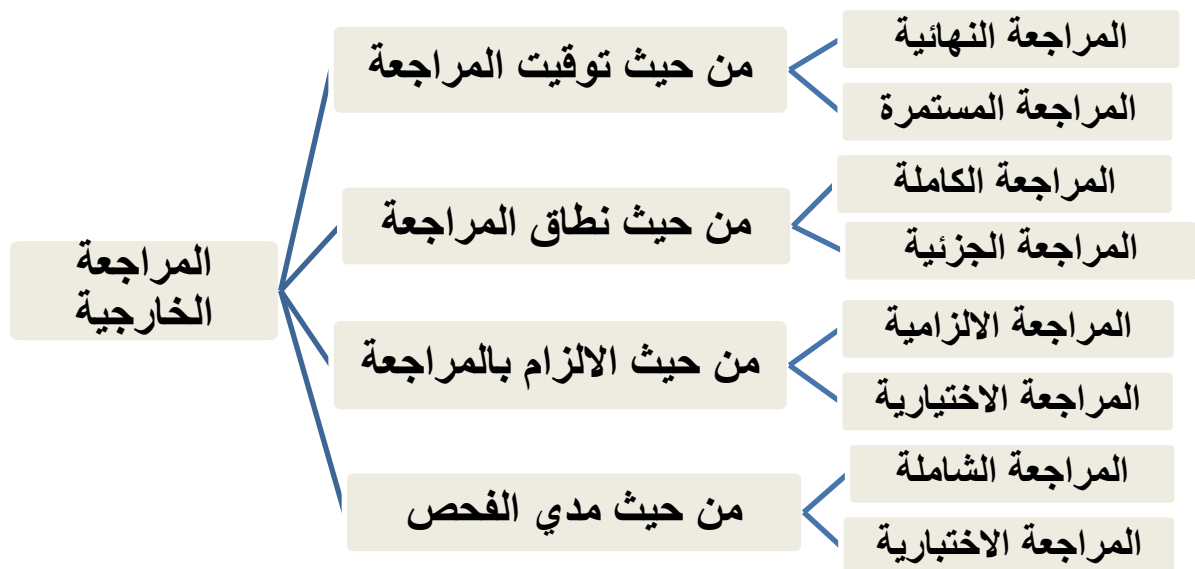 المراجعة
الخارجية
من حيث توقيت المراجعة
المراجعة النهائية
المراجعة المستمرة
من حيث نطاق المراجعة
المراجعة الكاملة
المراجعة الجزئية
من حيث الالزام بالمراجعة
المراجعة الالزامية
المراجعة الاختيارية
من حيث مدي الفحص
المراجعة الشاملة
المراجعة الاختبارية